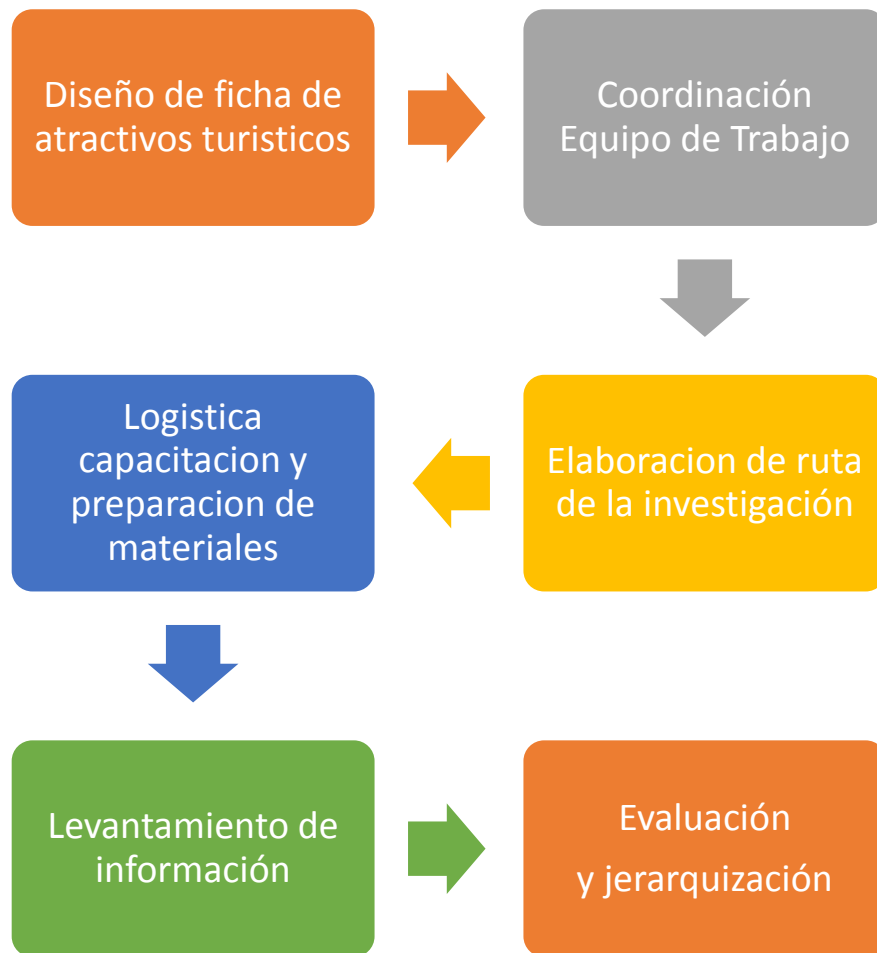 Diseño de ficha de
atractivos turisticos
Coordinación
Equipo de Trabajo
Elaboracion de ruta
de la investigación
Logistica
capacitacion y
preparacion de
materiales
Levantamiento de
información
Evaluación
y jerarquización